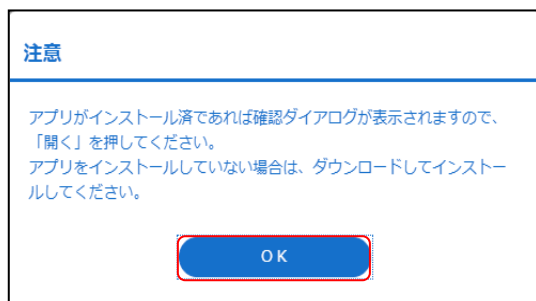 注意
アプリがインストール済であれば確認ダイアログが表示されますので、
「開く」を押してください。
アプリをインストールしていない場合は、ダウンロードしてインストー
ルしてください。
OK